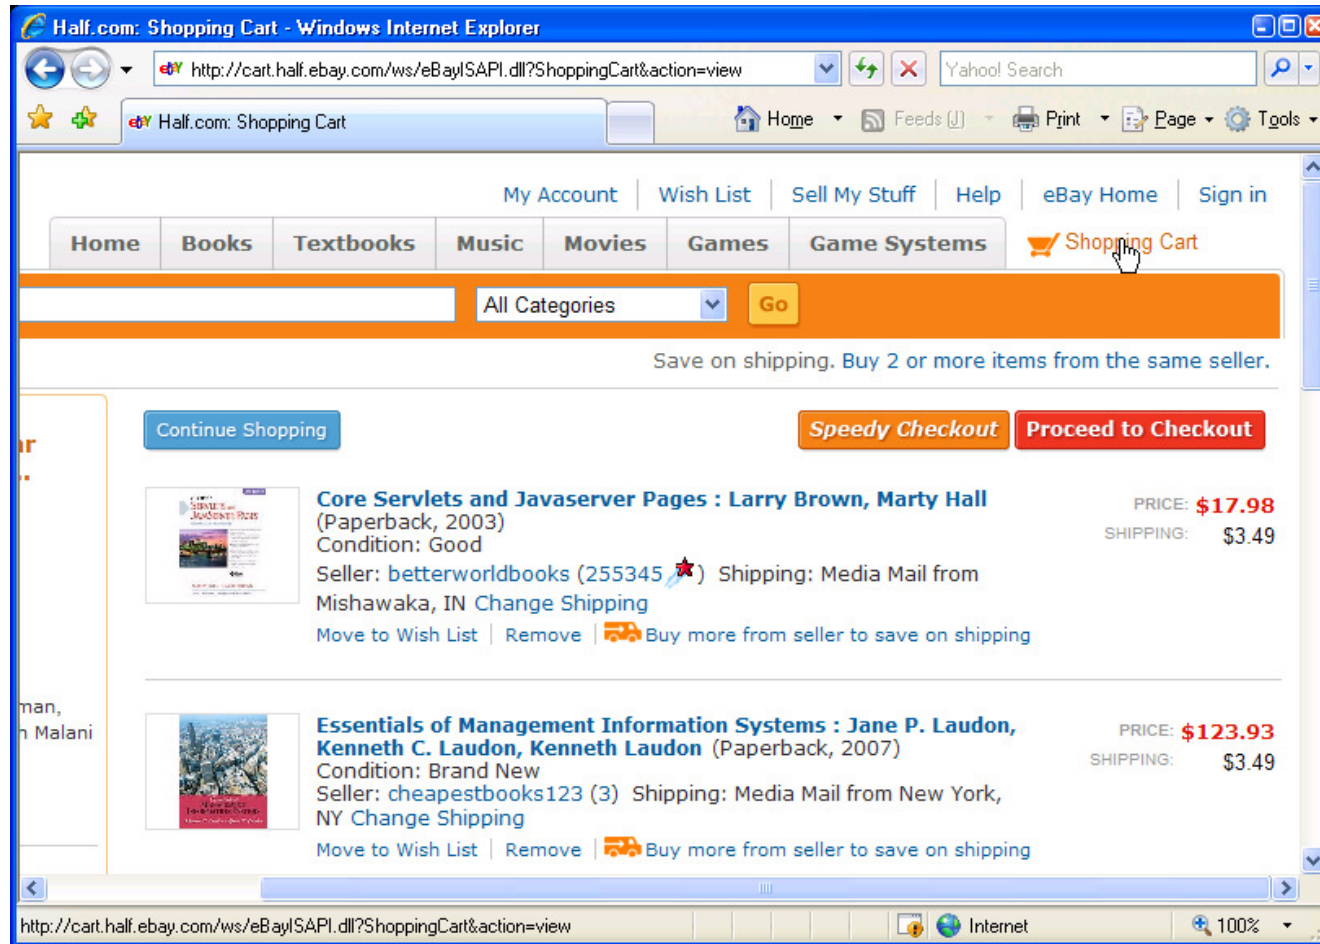 Half.com: Shopping Cart - Windows Internet Explorer
http://cart.half.ebay.com/ws/eBayISAPI.dll?ShoppingCart&action=view
Yahoo! Search
Half.com: Shopping Cart
Home
Feeds (J)
Print
Page
Tools
My Account
Wish List
Sell My Stuff
Help
eBay Home
Sign in
Home
Books
Textbooks
Music
Movies
Games
Game Systems
Shopping Cart
All Categories
Go
Save on shipping. Buy 2 or more items from the same seller.
Continue Shopping
Speedy Checkout
Proceed to Checkout
Core Servlets and Javaserver Pages : Larry Brown, Marty Hall
(Paperback, 2003)
Condition: Good
Seller: betterworldbooks (255345 ) Shipping: Media Mail from
Mishawaka, IN Change Shipping
Move to Wish List | Remove | Buy more from seller to save on shipping
PRICE: $17.98
SHIPPING: $3.49
man,
Malani
Essentials of Management Information Systems : Jane P. Laudon,
Kenneth C. Laudon, Kenneth Laudon (Paperback, 2007)
Condition: Brand New
Seller: cheapestbooks123 (3) Shipping: Media Mail from New York,
NY Change Shipping
Move to Wish List | Remove | Buy more from seller to save on shipping
PRICE: $123.93
SHIPPING: $3.49
http://cart.half.ebay.com/ws/eBayISAPI.dll?ShoppingCart&action=view
Internet
100%